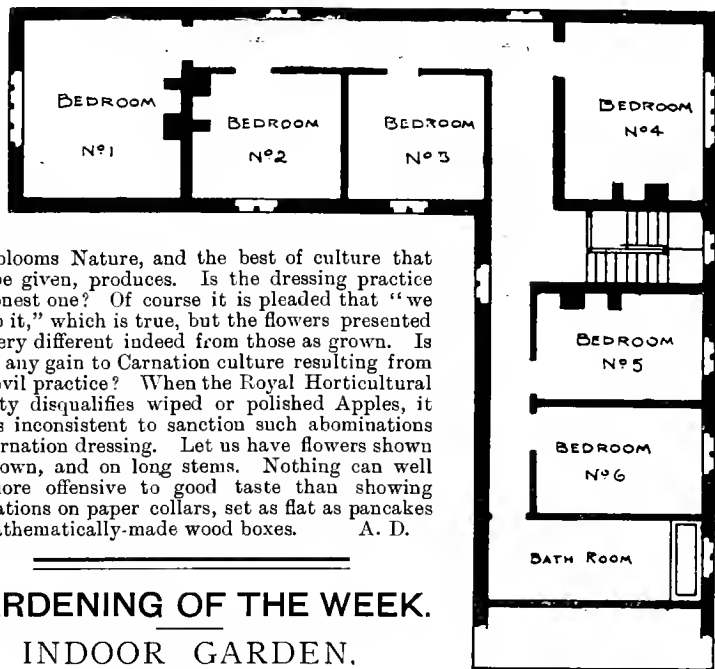 BEDROOM
Nº1
BEDROOM
Nº2
BEDROOM
Nº3
BEDROOM
Nº4
BEDROOM
Nº5
BEDROOM
Nº6
BATH ROOM
blooms Nature, and the best of culture that
be given, produces. Is the dressing practice
onest one? Of course it is pleaded that "we
o it," which is true, but the flowers presented
ery different indeed from those as grown. Is
any gain to Carnation culture resulting from
vil practice? When the Royal Horticultural
ty disqualifies wiped or polished Apples, it
s inconsistent to sanction such abominations
rnation dressing. Let us have flowers shown
own, and on long stems. Nothing can well
ore offensive to good taste than showing
ations on paper collars, set as flat as pancakes
athematically-made wood boxes. A. D.
RDENING OF THE WEEK.
INDOOR GARDEN.